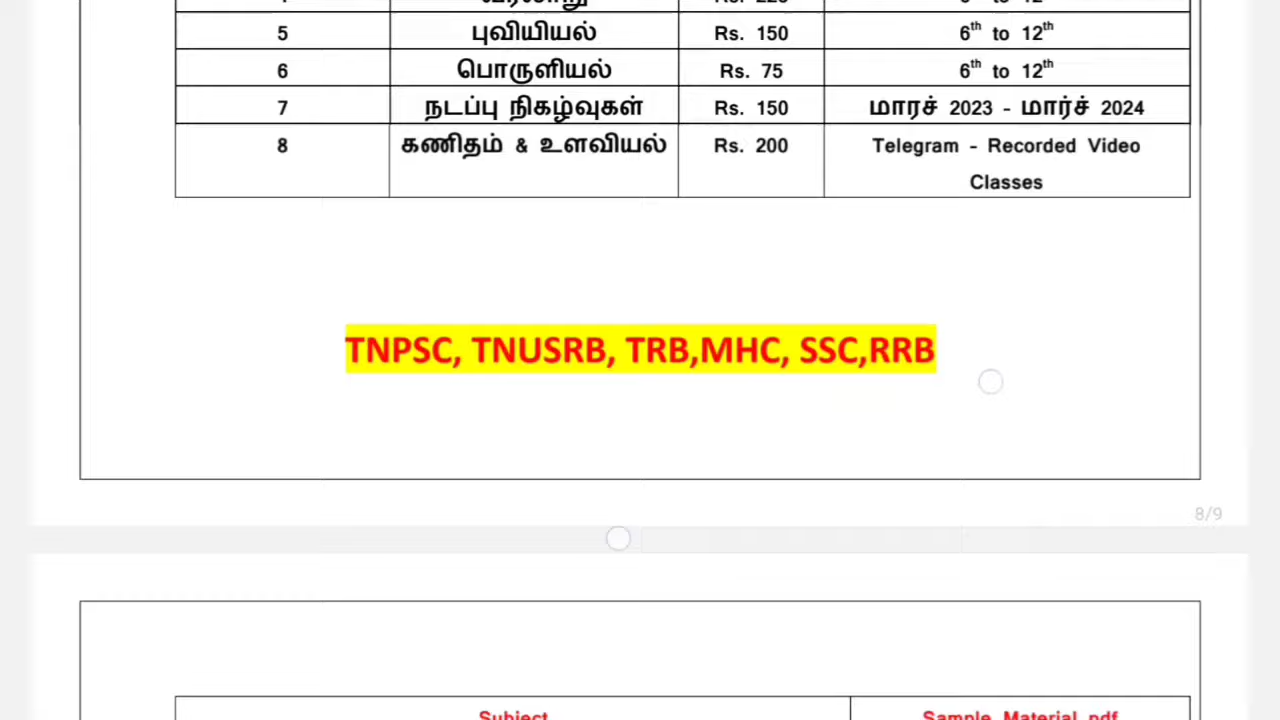 5 புவியியல் Rs. 150 6th to 12th
6 பொருளியல் Rs. 75 6th to 12th
7 நடப்பு நிகழ்வுகள் Rs. 150 மாரச் 2023 - மார்ச் 2024
8 கணிதம் & உளவியல் Rs. 200 Telegram - Recorded Video
Classes
TNPSC, TNUSRB, TRB,MHC, SSC,RRB
8/9
Subject Sample Material pdf